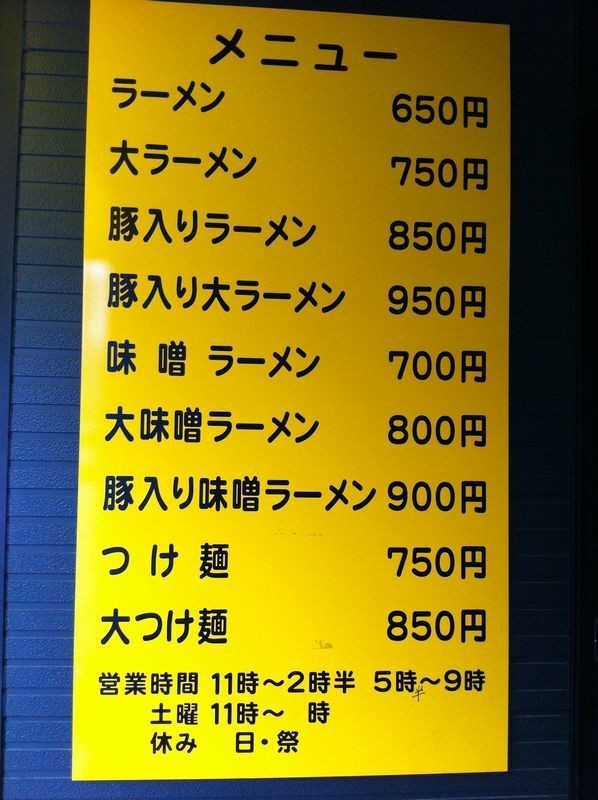 メニュー
ラーメン 650円
大ラーメン 750円
豚入りラーメン 850円
豚入り大ラーメン 950円
味噌 ラーメン 700円
大味噌ラーメン 800円
豚入り味噌ラーメン 900円
つけ麺 750円
大つけ麺 850円
営業時間 11時〜2時半 5時半〜9時
土曜 11時〜 時
休み 日・祭